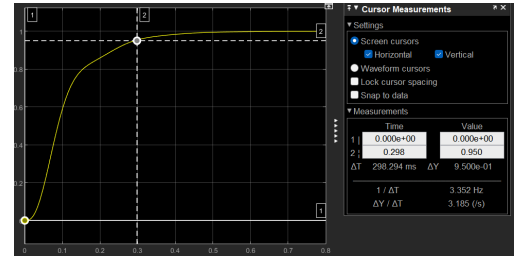 1
2
2
1
1
0.8
0.6
0.4
0.2
0
0 0.1 0.2 0.3 0.4 0.5 0.6 0.7 0.8
Cursor Measurements
Settings
Screen cursors
Horizontal Vertical
Waveform cursors
Lock cursor spacing
Snap to data
Measurements
Time Value
1 | 0.000e+00 0.000e+00
2 ¦ 0.298 0.950
ΔT 298.294 ms ΔY 9.500e-01
1 / ΔT 3.352 Hz
ΔY / ΔT 3.185 (/s)